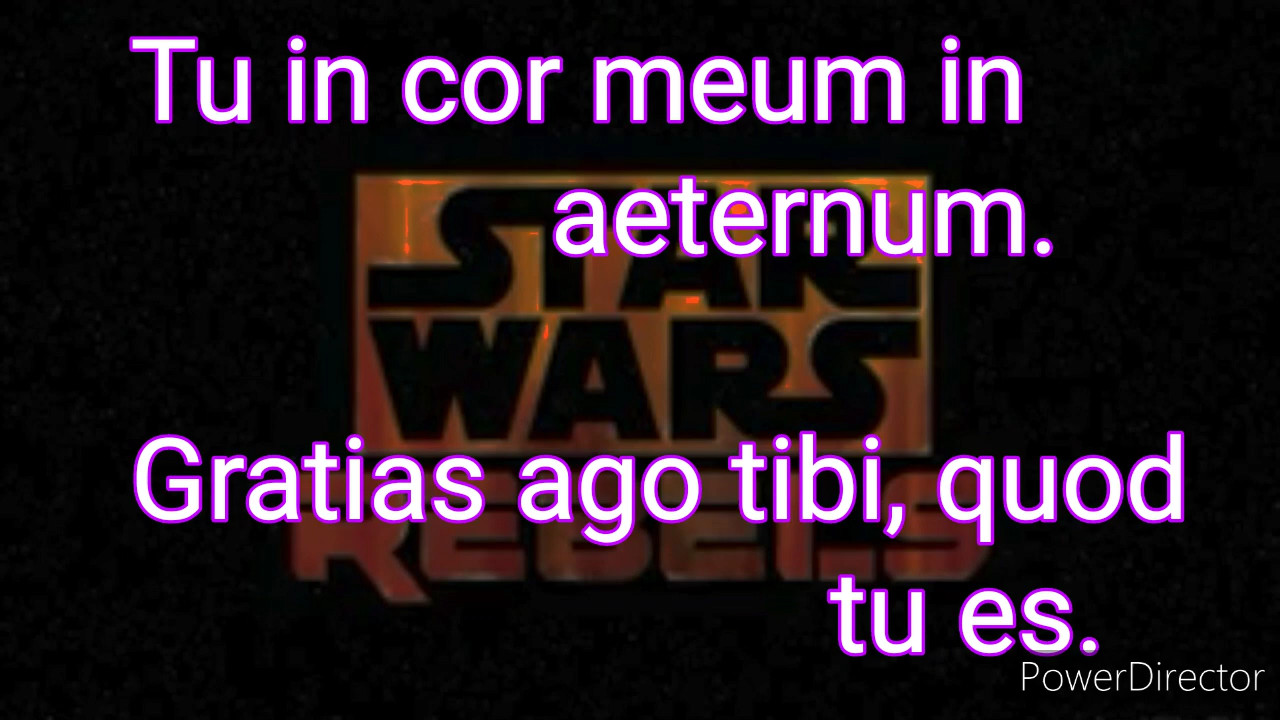 Tu in cor meum in
aeternum.
STAR
WARS
REBELS
Gratias ago tibi, quod
tu es.
PowerDirector